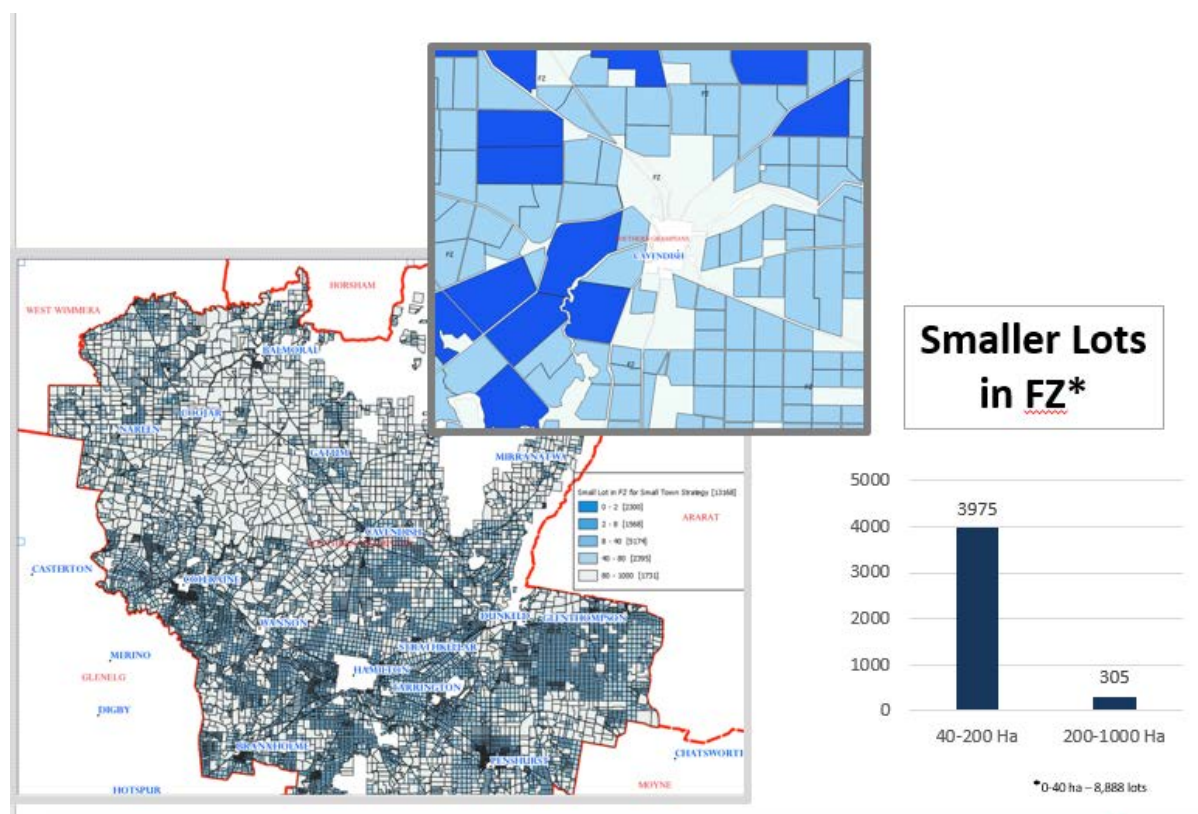 FZ
FZ
FZ
CAVENDISH
FZ
FZ
FZ
HORSHAM
WEST WIMMERA
BALMORAL
NAREEN
GATUM
MIRRANATWA
Small Lot in FZ for Small Town Strategy [13168]
0 - 2 [2300]
2 - 8 [1568]
8 - 40 [5174]
40 - 80 [2395]
80 - 1000 [1731]
ARARAT
CAVENDISH
CASTERTON
COLERAINE
WANNON
DUNKELD
GLENTHOMPSON
STRATHKELLAR
MERINO
HAMILTON
GLENELG
TARRINGTON
DIGBY
BRANXHOLME
PENSHURST
CHATSWORTH
MOYNE
HOTSPUR
Smaller Lots
in FZ*
5000
4000
3000
2000
1000
0
3975
305
40-200 Ha
200-1000 Ha
*0-40 ha – 8,888 lots